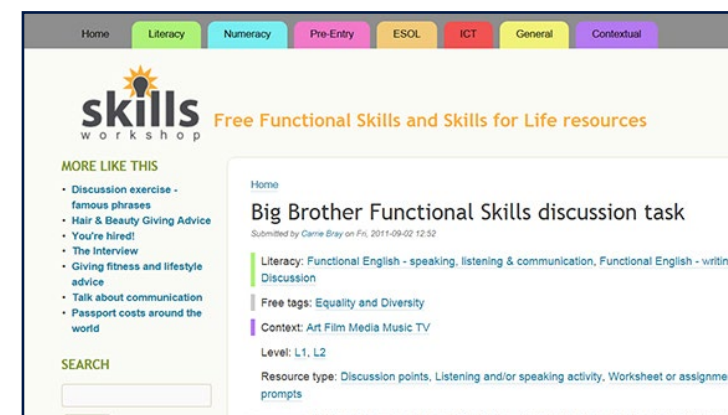 Home Literacy Numeracy Pre-Entry ESOL ICT General Contextual
skills
workshop
Free Functional Skills and Skills for Life resources
MORE LIKE THIS
• Discussion exercise -
famous phrases
• Hair & Beauty Giving Advice
• You're hired!
• The Interview
• Giving fitness and lifestyle
advice
• Talk about communication
• Passport costs around the
world
SEARCH
Home
Big Brother Functional Skills discussion task
Submitted by Carrie Bray on Fri, 2011-09-02 12:52
Literacy: Functional English - speaking, listening & communication, Functional English - writin
Discussion
Free tags: Equality and Diversity
Context: Art Film Media Music TV
Level: L1, L2
Resource type: Discussion points, Listening and/or speaking activity, Worksheet or assignme
prompts